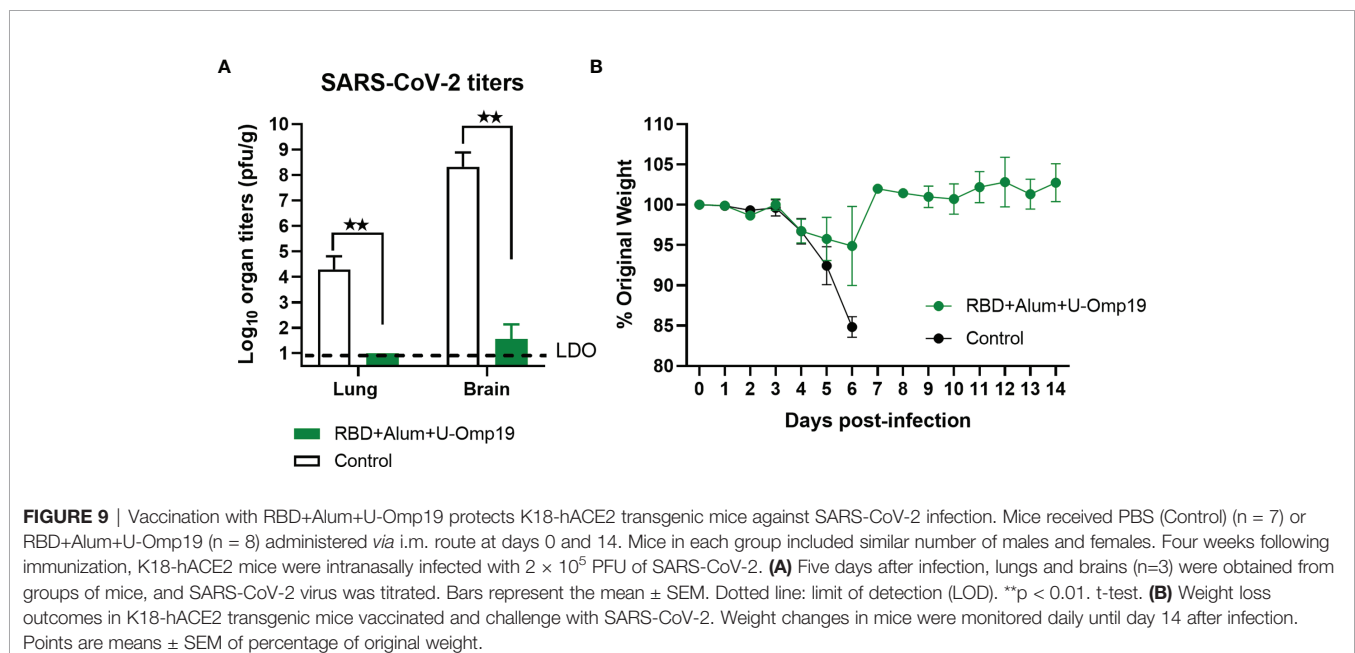 A
SARS-CoV-2 titers
Log10 organ titers (pfu/g)
10
9
8
7
6
5
4
3
2
1
★★
★★
LDO
Lung
Brain
RBD+Alum+U-Omp19
Control
B
% Original Weight
110
105
100
95
90
85
80
RBD+Alum+U-Omp19
Control
0 1 2 3 4 5 6 7 8 9 10 11 12 13 14
Days post-infection
FIGURE 9 | Vaccination with RBD+Alum+U-Omp19 protects K18-hACE2 transgenic mice against SARS-CoV-2 infection. Mice received PBS (Control) (n = 7) or
RBD+Alum+U-Omp19 (n = 8) administered via i.m. route at days 0 and 14. Mice in each group included similar number of males and females. Four weeks following
immunization, K18-hACE2 mice were intranasally infected with 2 × 10⁵ PFU of SARS-CoV-2. (A) Five days after infection, lungs and brains (n=3) were obtained from
groups of mice, and SARS-CoV-2 virus was titrated. Bars represent the mean ± SEM. Dotted line: limit of detection (LOD). **p < 0.01. t-test. (B) Weight loss
outcomes in K18-hACE2 transgenic mice vaccinated and challenge with SARS-CoV-2. Weight changes in mice were monitored daily until day 14 after infection.
Points are means ± SEM of percentage of original weight.